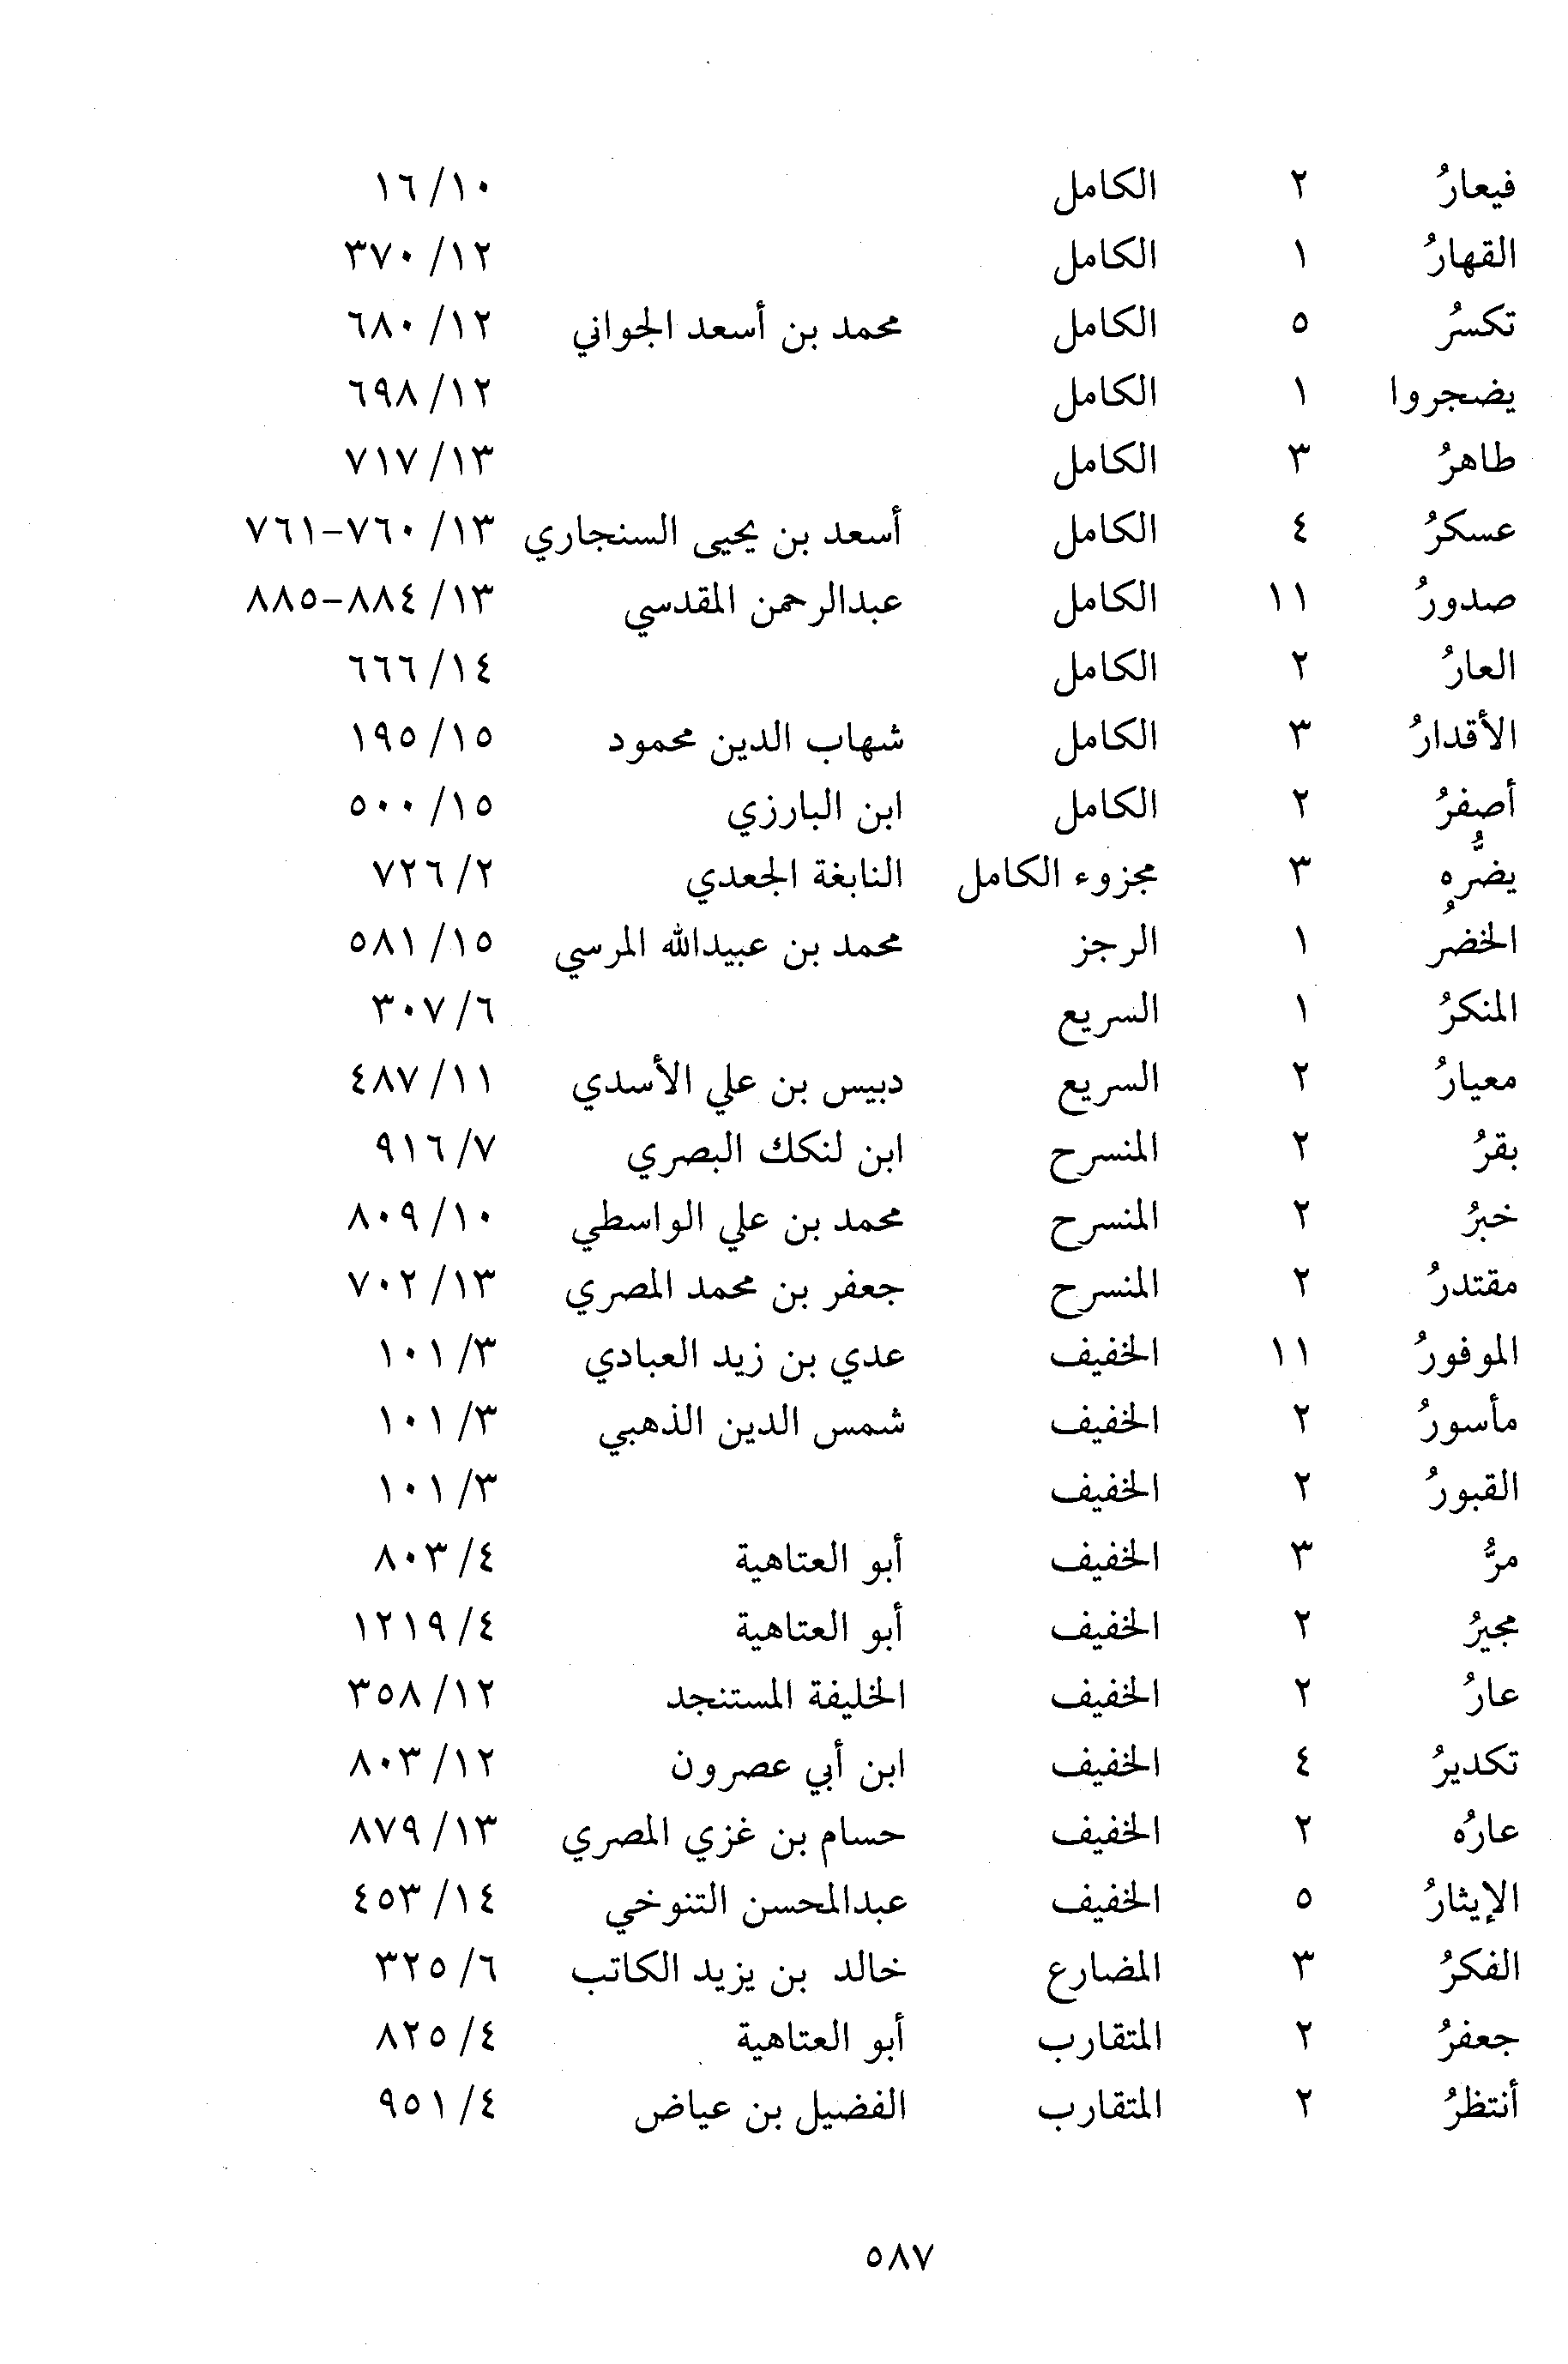 فيعارُ ٢ الكامل ١٠/ ١٦
القهارُ ١ الكامل ١٢/ ٣٧٠
تكسرُ ٥ الكامل محمد بن أسعد الجواني ١٢/ ٦٨٠
يضجروا ١ الكامل ١٢/ ٦٩٨
طاهرُ ٣ الكامل ١٣/ ٧١٧
عسكرُ ٤ الكامل أسعد بن يحيى السنجاري ١٣/ ٧٦٠-٧٦١
صدورُ ١١ الكامل عبدالرحمن المقدسي ١٣/ ٨٨٤-٨٨٥
العارُ ٢ الكامل ١٤/ ٦٦٦
الأقدارُ ٣ الكامل شهاب الدين محمود ١٥/ ١٩٥
أصفرُ ٢ الكامل ابن البارزي ١٥/ ٥٠٠
يضرُّه ٣ مجزوء الكامل النابغة الجعدي ٢/ ٧٢٦
الخضرُ ١ الرجز محمد بن عبيدالله المرسي ١٥/ ٥٨١
المنكرُ ١ السريع ٦/ ٣٠٧
معيارُ ٢ السريع دبيس بن علي الأسدي ١١/ ٤٨٧
بقرُ ٢ المنسرح ابن لنكك البصري ٧/ ٩١٦
خبرُ ٢ المنسرح محمد بن علي الواسطي ١٠/ ٨٠٩
مقتدرُ ٢ المنسرح جعفر بن محمد المصري ١٣/ ٧٠٢
الموفورُ ١١ الخفيف عدي بن زيد العبادي ٣/ ١٠١
مأسورُ ٢ الخفيف شمس الدين الذهبي ٣/ ١٠١
القبورُ ٢ الخفيف ٣/ ١٠١
مرُّ ٣ الخفيف أبو العتاهية ٤/ ٨٠٣
مجيرُ ٢ الخفيف أبو العتاهية ٤/ ١٢١٩
عارُ ٢ الخفيف الخليفة المستنجد ١٢/ ٣٥٨
تكديرُ ٤ الخفيف ابن أبي عصرون ١٢/ ٨٠٣
عارُه ٢ الخفيف حسام بن غزي المصري ١٣/ ٨٧٩
الإيثارُ ٥ الخفيف عبدالمحسن التنوخي ١٤/ ٤٥٣
الفكرُ ٣ المضارع خالد بن يزيد الكاتب ٦/ ٣٢٥
جعفرُ ٢ المتقارب أبو العتاهية ٤/ ٨٢٥
أنتظرُ ٢ المتقارب الفضيل بن عياض ٤/ ٩٥١
٥٨٧